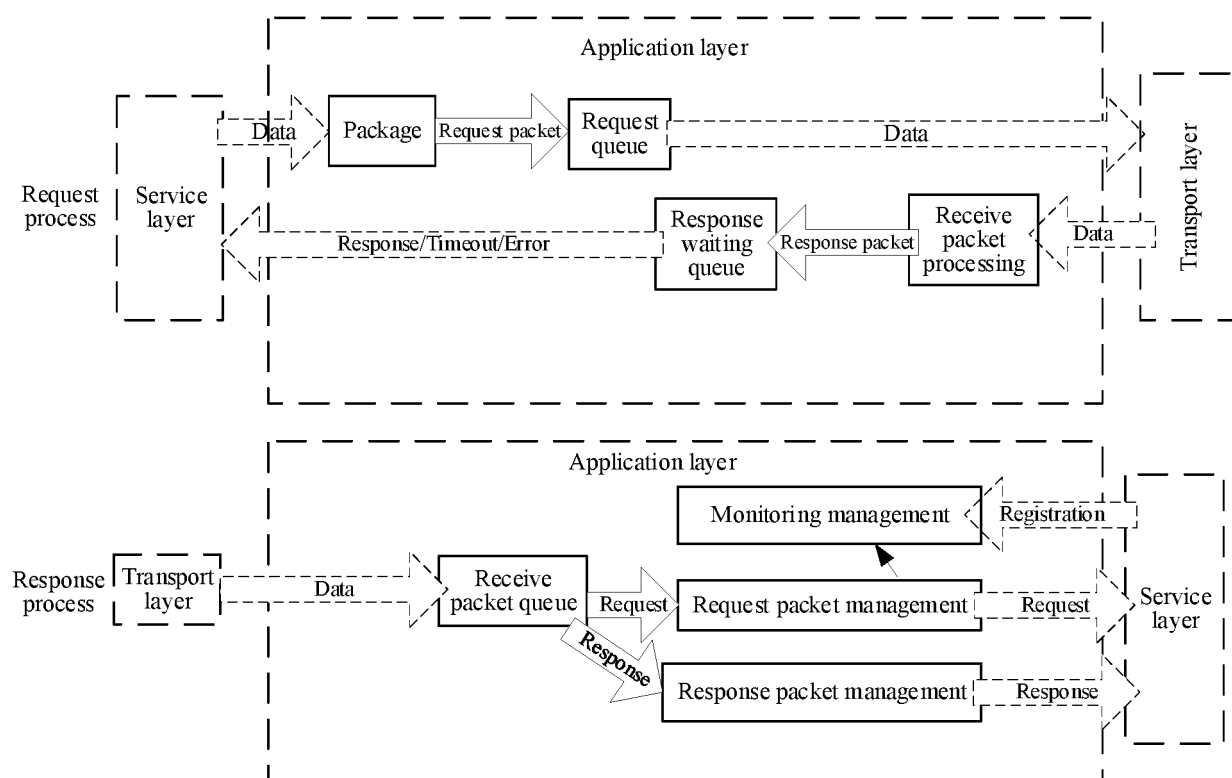 Application layer
Data
Package
Request packet
Request
queue
Data
Request
process
Service
layer
Transport layer
Response/Timeout/Error
Response
waiting
queue
Response packet
Receive
packet
processing
Data
Application layer
Monitoring management
Registration
Response
process
Transport
layer
Data
Receive
packet queue
Request
Request packet management
Request
Service
layer
Response
Response packet management
Response